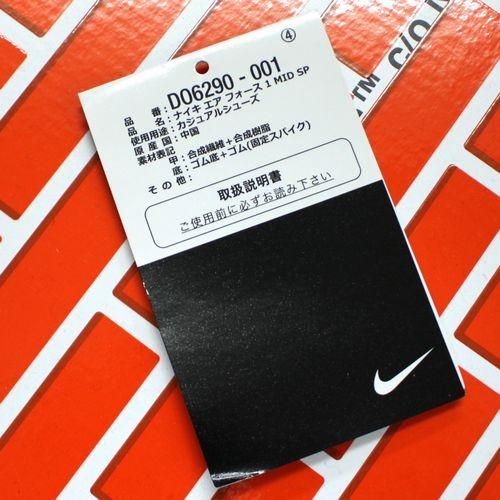 ④
品番：DO6290-001
品名：ナイキ エア フォース 1 MID SP
使用用途：カジュアルシューズ
原産国：中国
素材表記 甲：合成繊維＋合成樹脂
底：ゴム底＋ゴム(固定スパイク)
その他：
取扱説明書
ご使用前に必ずお読み下さい
™ C/O